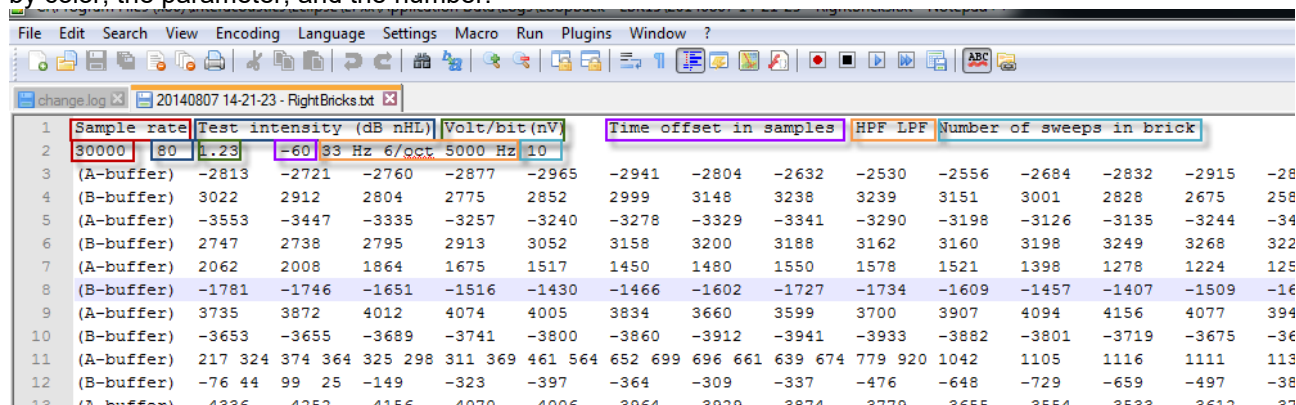 by color, the parameter, and the number.
File Edit Search View Encoding Language Settings Macro Run Plugins Window ?
change.log 20140807 14-21-23 - RightBricks.txt
1 Sample rate Test intensity (dB nHL) Volt/bit(nV) Time offset in samples HPF LPF Number of sweeps in brick
2 30000 80 1.23 -60 33 Hz 6/oct 5000 Hz 10
3 (A-buffer) -2813 -2721 -2760 -2877 -2965 -2941 -2804 -2632 -2530 -2556 -2684 -2832 -2915 -28
4 (B-buffer) 3022 2912 2804 2775 2852 2999 3148 3238 3239 3151 3001 2828 2675 258
5 (A-buffer) -3553 -3447 -3335 -3257 -3240 -3278 -3329 -3341 -3290 -3198 -3126 -3135 -3244 -34
6 (B-buffer) 2747 2738 2795 2913 3052 3158 3200 3188 3162 3160 3198 3249 3268 322
7 (A-buffer) 2062 2008 1864 1675 1517 1450 1480 1550 1578 1521 1398 1278 1224 125
8 (B-buffer) -1781 -1746 -1651 -1516 -1430 -1466 -1602 -1727 -1734 -1609 -1457 -1407 -1509 -16
9 (A-buffer) 3735 3872 4012 4074 4005 3834 3660 3599 3700 3907 4094 4156 4077 394
10 (B-buffer) -3653 -3655 -3689 -3741 -3800 -3860 -3912 -3941 -3933 -3882 -3801 -3719 -3675 -36
11 (A-buffer) 217 324 374 364 325 298 311 369 461 564 652 699 696 661 639 674 779 920 1042 1105 1116 1111 113
12 (B-buffer) -76 44 99 25 -149 -323 -397 -364 -309 -337 -476 -648 -729 -659 -497 -38